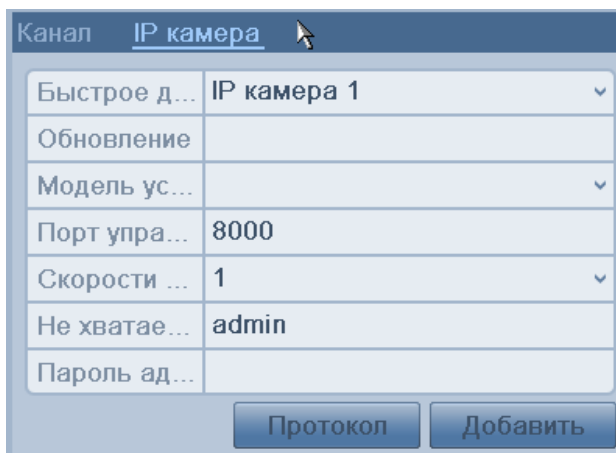 Канал IP камера
Быстрое д... IP камера 1
Обновление
Модель ус...
Порт упра... 8000
Скорости ... 1
Не хватае... admin
Пароль ад...
Протокол Добавить